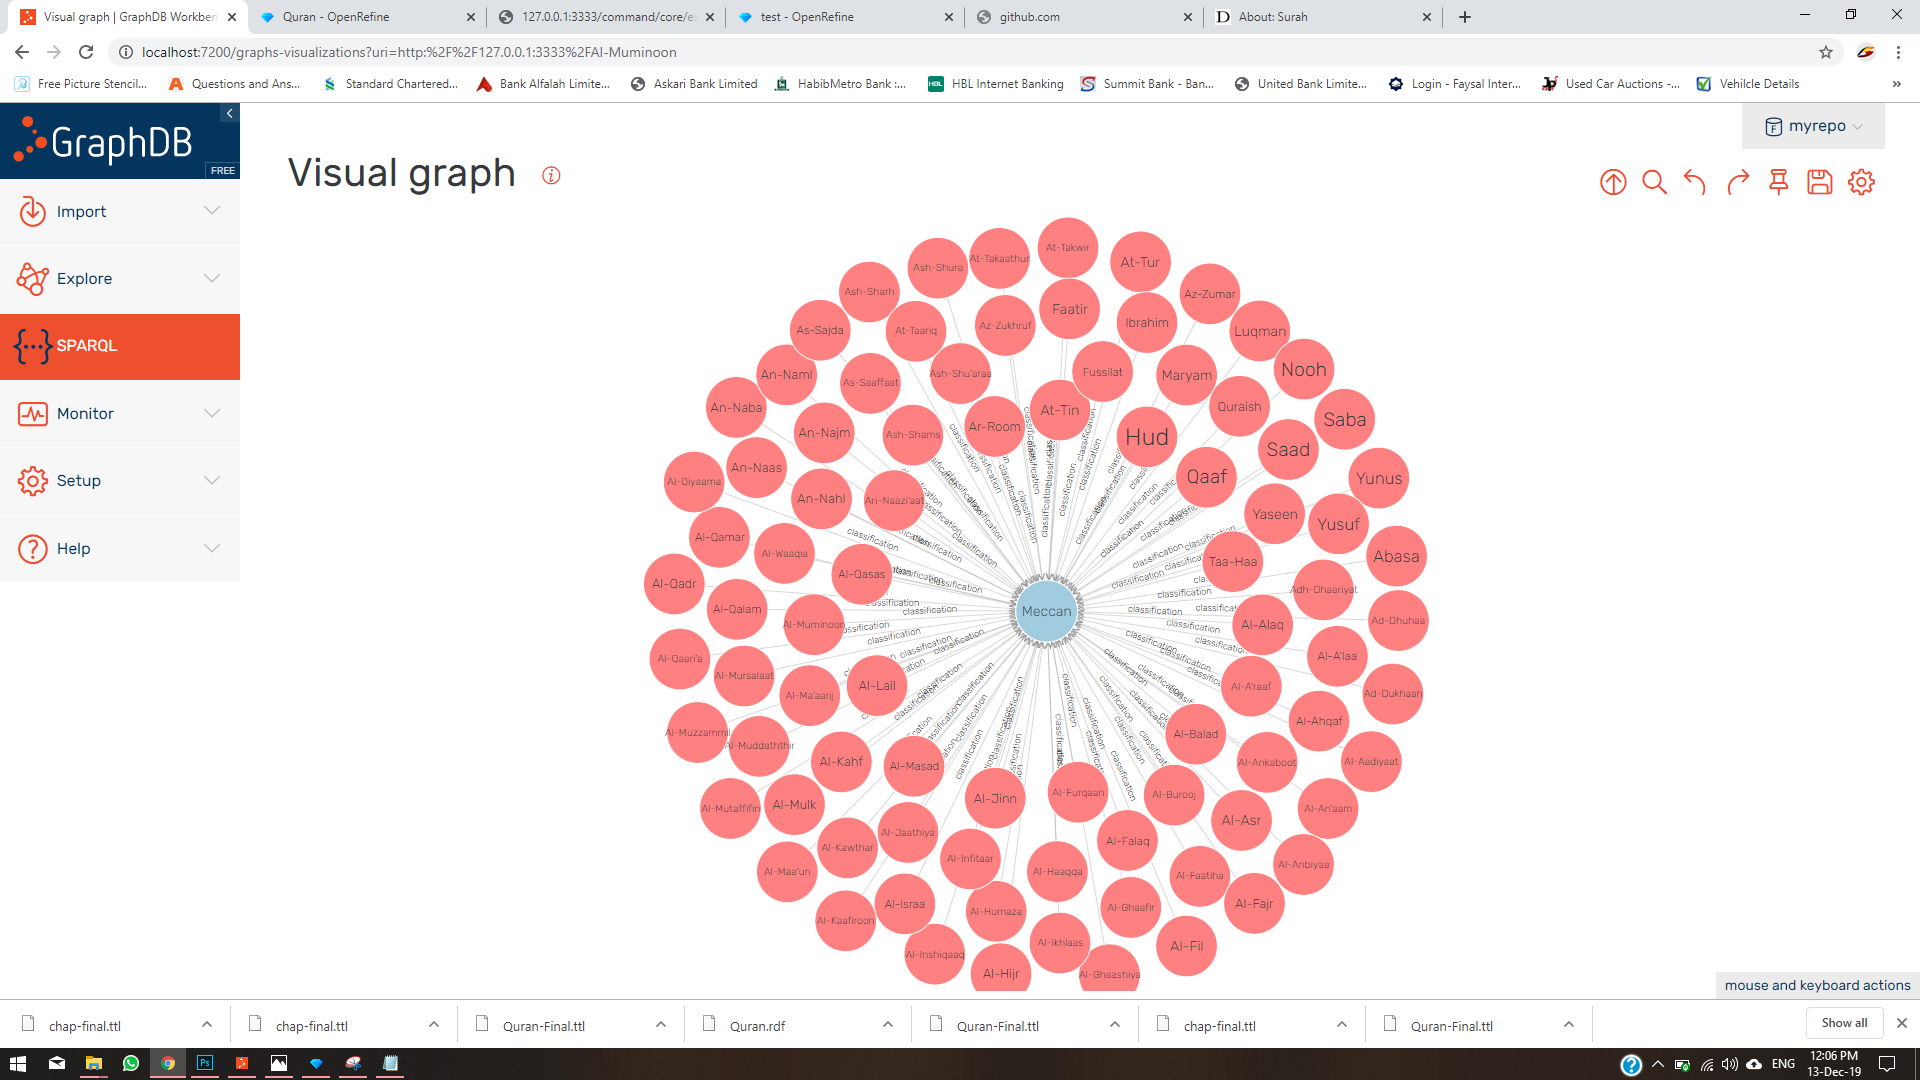 Visual graph | GraphDB Workben
Quran - OpenRefine
127.0.0.1:3333/command/core/e
test - OpenRefine
github.com
About: Surah
localhost:7200/graphs-visualizations?uri=http:%2F%2F127.0.0.1:3333%2FAl-Muminoon
Free Picture Stencil...
Questions and Ans...
Standard Chartered...
Bank Alfalah Limite...
Askari Bank Limited
HabibMetro Bank :...
HBL Internet Banking
Summit Bank - Ban...
United Bank Limite...
Login - Faysal Inter...
Used Car Auctions -...
Vehilcle Details
GraphDB
FREE
Import
Explore
SPARQL
Monitor
Setup
Help
myrepo
Visual graph
At-Takwir
At-Takaathur
At-Tur
Ash-Shura
Ash-Sharh
Az-Zumar
Faatir
Az-Zukhruf
Ibrahim
As-Sajda
At-Taariq
Luqman
Nooh
An-Naml
As-Saaffaat
Ash-Shu'araa
Fussilat
Maryam
An-Naba
An-Najm
Ash-Shams
Ar-Room
At-Tin
Hud
Quraish
Saba
Saad
An-Naas
Al-Qiyaama
An-Nahl
An-Naazi'aat
Qaaf
Yunus
Yaseen
Yusuf
Al-Qamar
Al-Waaqia
Al-Qasas
Taa-Haa
Abasa
Al-Qadr
Al-Qalam
Al-Muminoon
Meccan
Adh-Dhaariyat
Ad-Dhuhaa
Al-Alaq
Al-Qaari'a
Al-Mursalaat
Al-Ma'aarij
Al-Lail
Al-A'raaf
Al-A'laa
Ad-Dukhaan
Al-Muzzammil
Al-Muddaththir
Al-Kahf
Al-Masad
Al-Balad
Al-Ahqaf
Al-Ankaboot
Al-Aadiyaat
Al-Mutaffifin
Al-Mulk
Al-Jinn
Al-Furqaan
Al-Burooj
Al-An'aam
Al-Kawthar
Al-Jaathiya
Al-Infitaar
Al-Falaq
Al-Asr
Al-Maa'un
Al-Haaqqa
Al-Faatiha
Al-Anbiyaa
Al-Kaafiroon
Al-Israa
Al-Humaza
Al-Ghaafir
Al-Fajr
Al-Inshiqaaq
Al-Hijr
Al-Ikhlaas
Al-Ghaashiya
Al-Fil
classification
classification
classification
classification
classification
classification
classification
classification
mouse and keyboard actions
chap-final.ttl
chap-final.ttl
Quran-Final.ttl
Quran.rdf
Quran-Final.ttl
chap-final.ttl
Quran-Final.ttl
Show all
ENG
12:06 PM
13-Dec-19